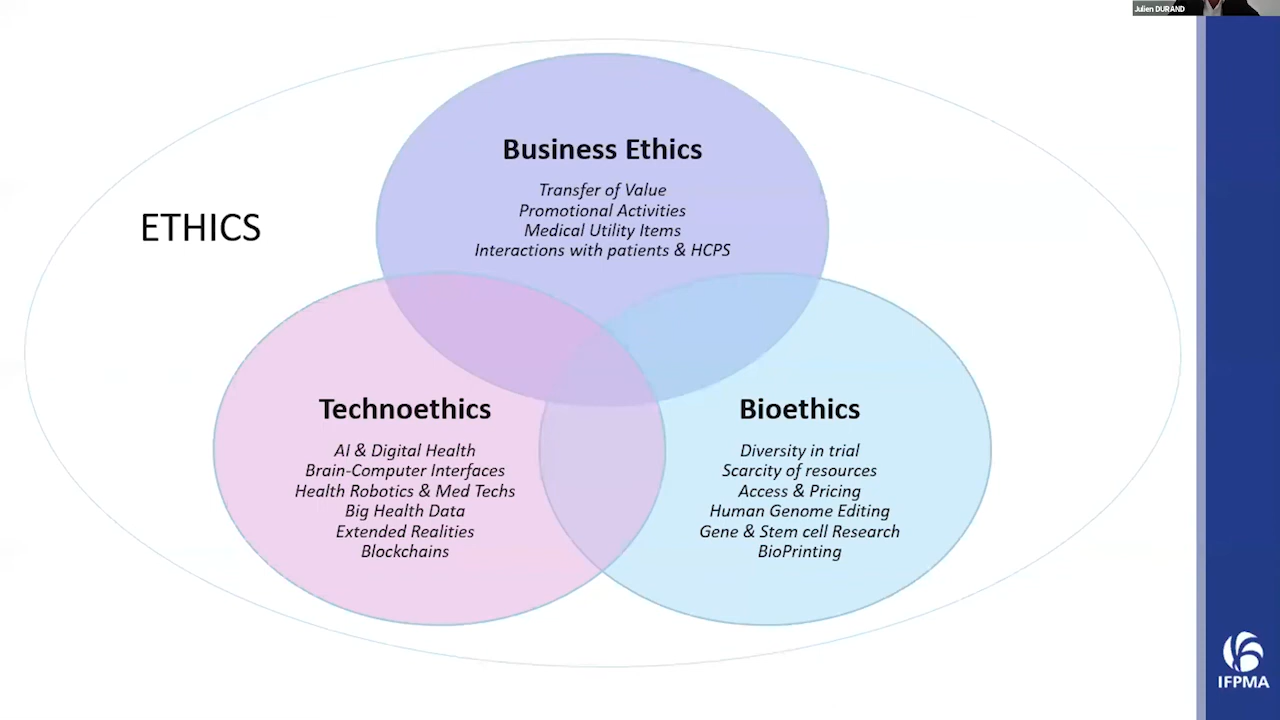 Julien DURAND
Business Ethics
Transfer of Value
Promotional Activities
Medical Utility Items
Interactions with patients & HCPS
ETHICS
Technoethics
AI & Digital Health
Brain-Computer Interfaces
Health Robotics & Med Techs
Big Health Data
Extended Realities
Blockchains
Bioethics
Diversity in trial
Scarcity of resources
Access & Pricing
Human Genome Editing
Gene & Stem cell Research
BioPrinting
IFPMA